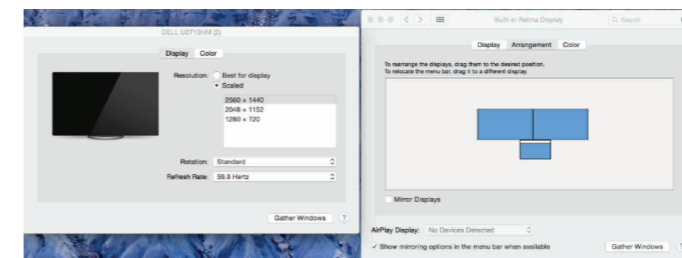 DELL U2713HM (2)
Display Color
Resolution: Best for display
Scaled
2560 × 1440
2048 × 1152
1280 × 720
Rotation: Standard
Refresh Rate: 59.9 Hertz
Gather Windows ?
Built-in Retina Display
Search
Display Arrangement Color
To rearrange the displays, drag them to the desired position.
To relocate the menu bar, drag it to a different display.
Mirror Displays
AirPlay Display: No Devices Detected
Show mirroring options in the menu bar when available
Gather Windows ?